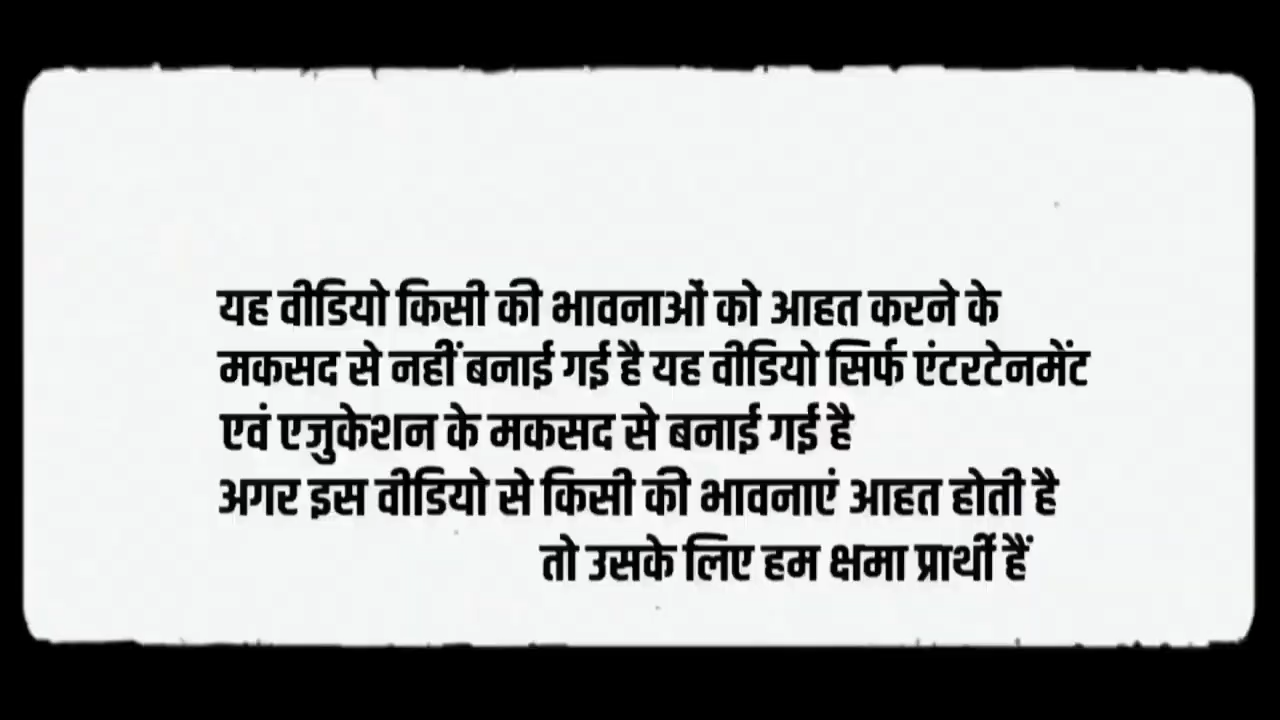 यह वीडियो किसी की भावनाओं को आहत करने के
मकसद से नहीं बनाई गई है यह वीडियो सिर्फ एंटरटेनमेंट
एवं एजुकेशन के मकसद से बनाई गई है
अगर इस वीडियो से किसी की भावनाएं आहत होती है
तो उसके लिए हम क्षमा प्रार्थी हैं